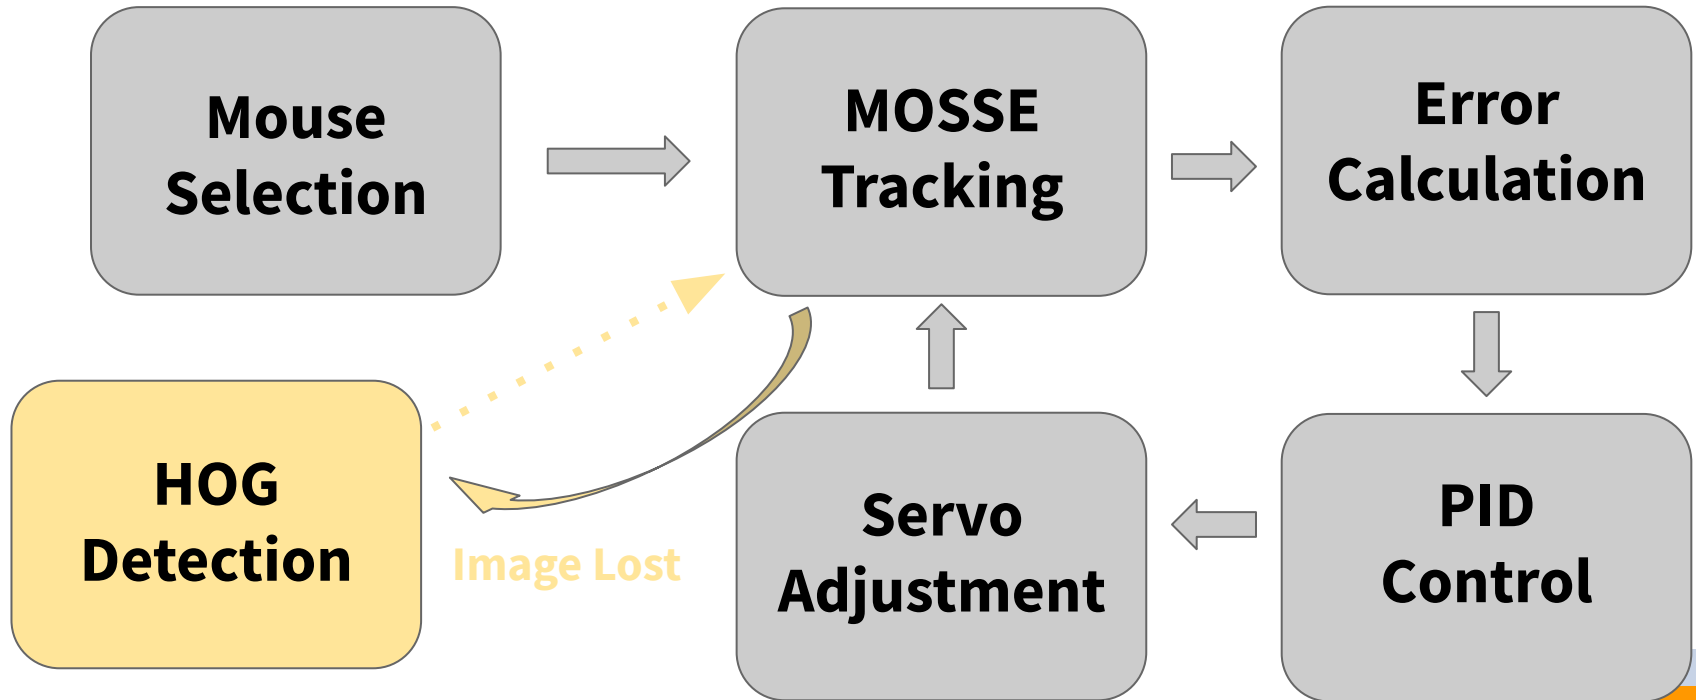 Mouse
Selection
MOSSE
Tracking
Error
Calculation
HOG
Detection
Image Lost
Servo
Adjustment
PID
Control